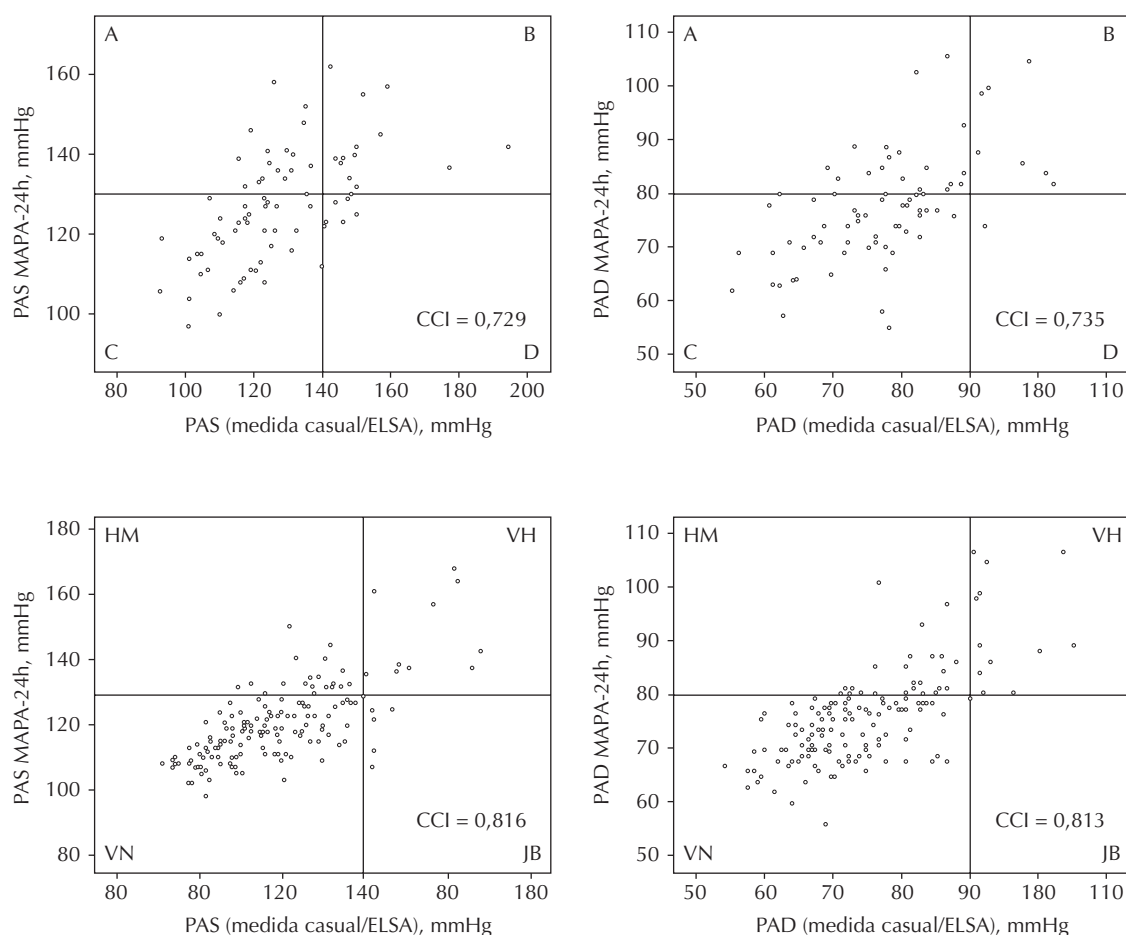 A
B
160
140
120
100
PAS MAPA-24h, mmHg
CCI = 0,729
C
D
80 100 120 140 160 180 200
PAS (medida casual/ELSA), mmHg
A
B
110
100
90
80
70
60
50
PAD MAPA-24h, mmHg
CCI = 0,735
C
D
50 60 70 80 90 180 110
PAD (medida casual/ELSA), mmHg
HM
VH
180
160
140
120
100
80
PAS MAPA-24h, mmHg
CCI = 0,816
VN
JB
80 80 100 120 140 80 180
PAS (medida casual/ELSA), mmHg
HM
VH
110
100
90
80
70
60
50
PAD MAPA-24h, mmHg
CCI = 0,813
VN
JB
50 60 70 80 90 180 110
PAD (medida casual/ELSA), mmHg